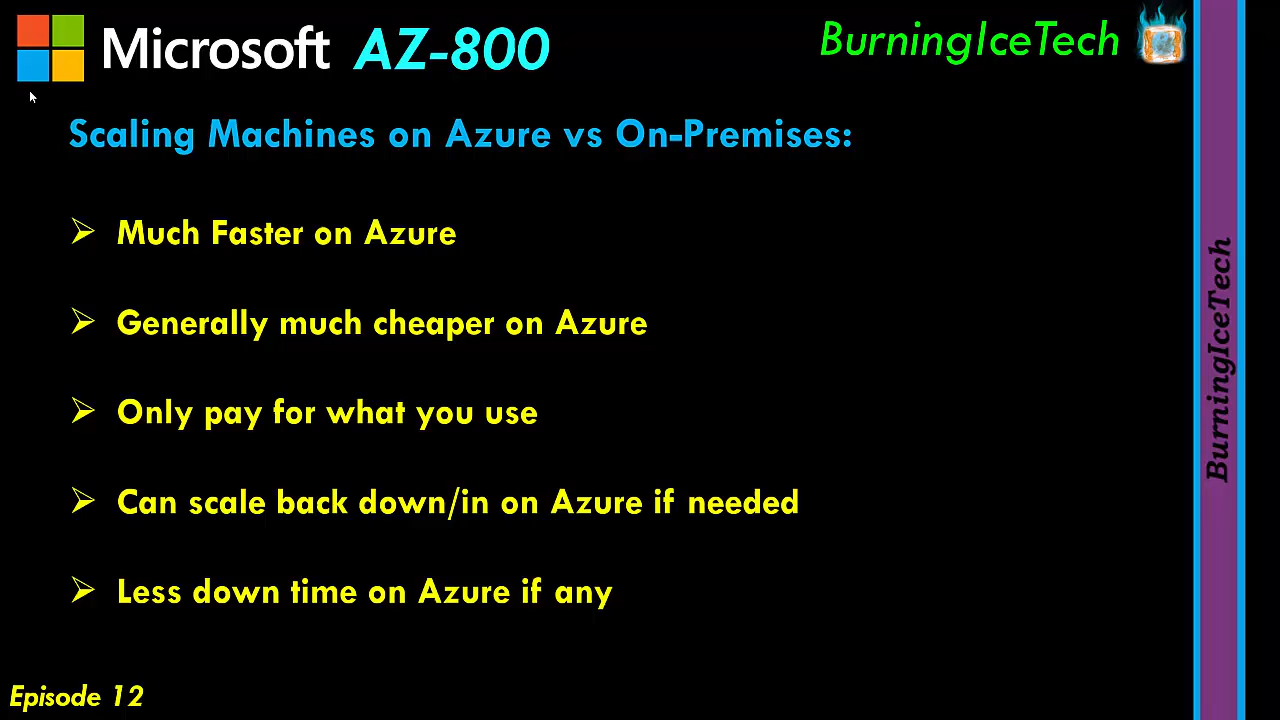 Microsoft AZ-800
BurningIceTech
Scaling Machines on Azure vs On-Premises:
Much Faster on Azure
Generally much cheaper on Azure
Only pay for what you use
Can scale back down/in on Azure if needed
Less down time on Azure if any
Episode 12
BurningIceTech